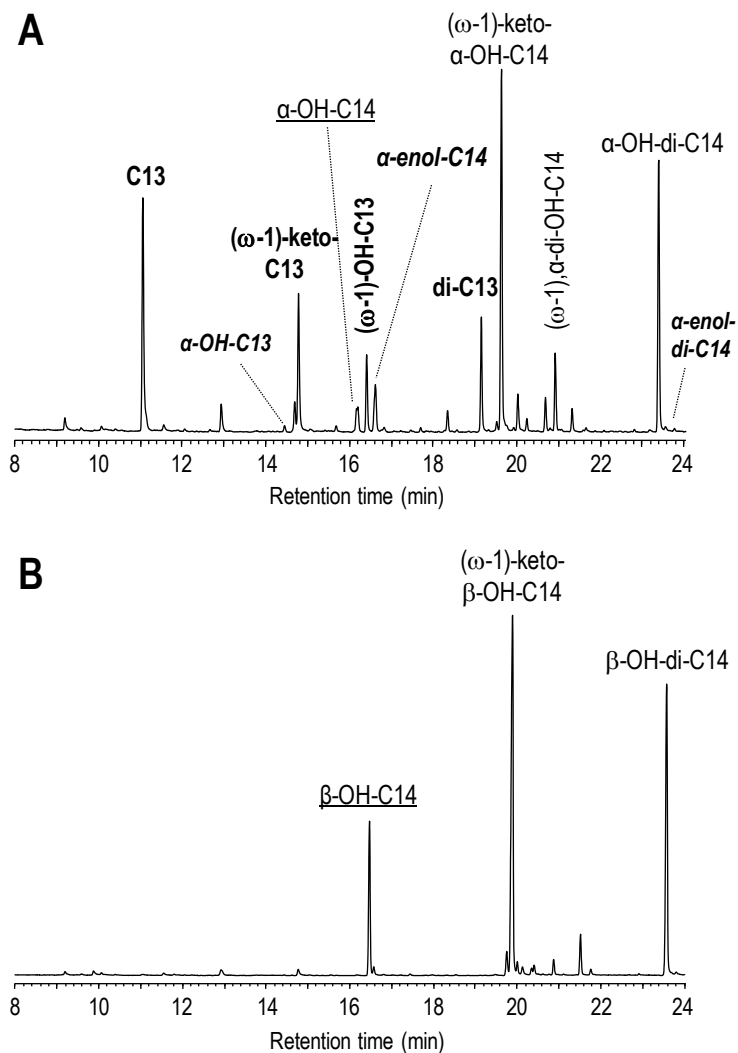 A
(ω-1)-keto-
α-OH-C14
α-OH-C14
α-enol-C14
C13
(ω-1)-keto-
C13
(ω-1)-OH-C13
α-OH-C13
di-C13
(ω-1),α-di-OH-C14
α-OH-di-C14
α-enol-
di-C14
8 10 12 14 16 18 20 22 24
Retention time (min)
B
(ω-1)-keto-
β-OH-C14
β-OH-di-C14
β-OH-C14
8 10 12 14 16 18 20 22 24
Retention time (min)